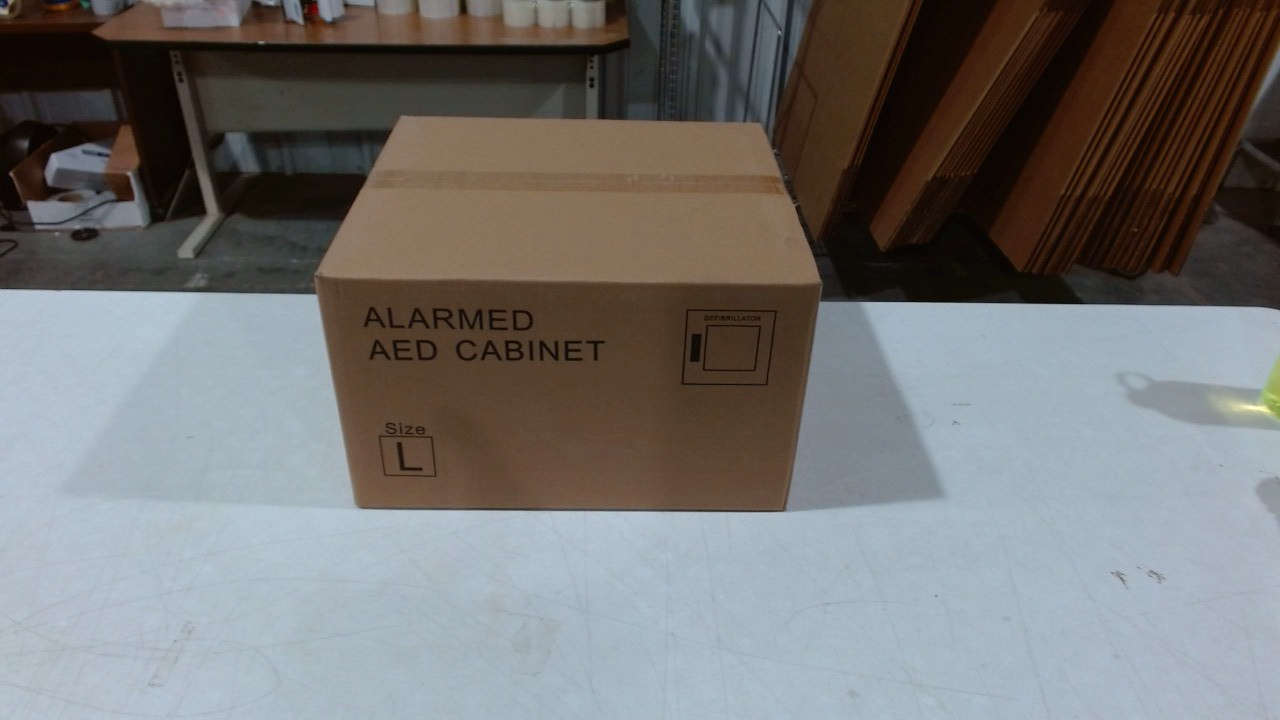 ALARMED
AED CABINET
DEFIBRILLATOR
Size
L